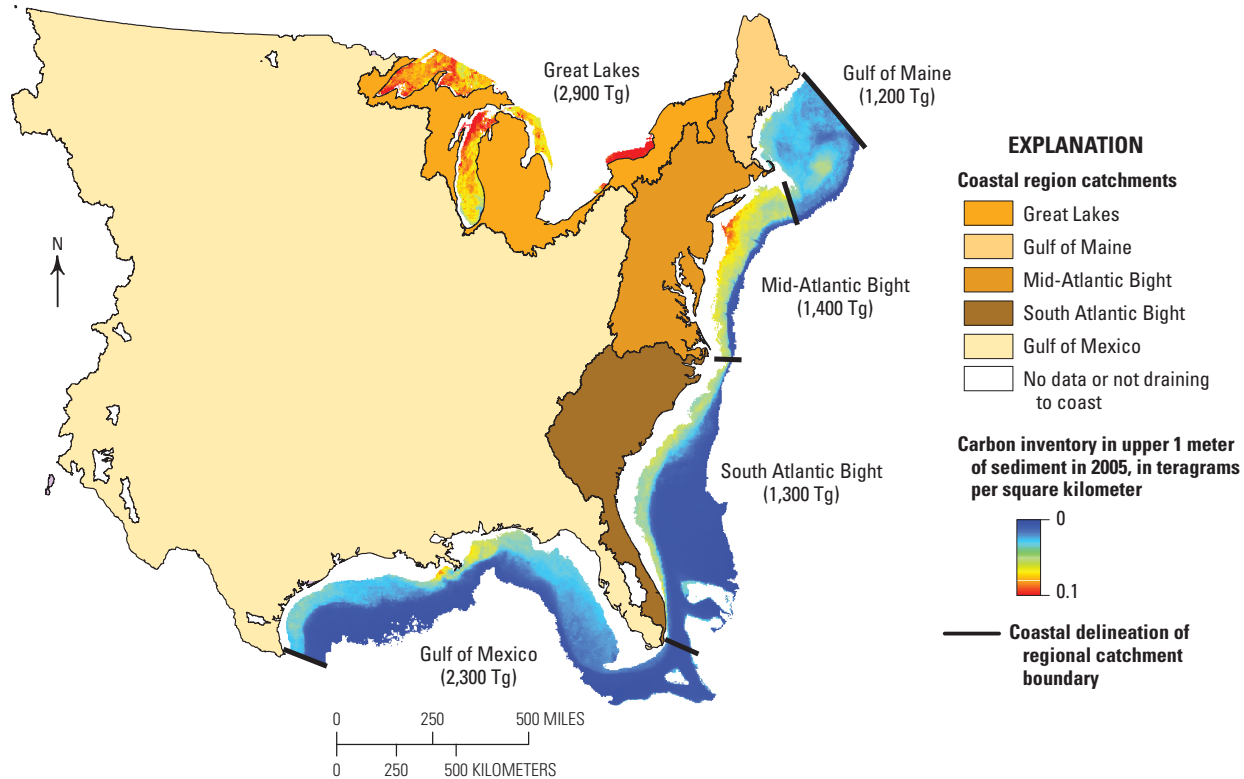 Great Lakes
(2,900 Tg)
Gulf of Maine
(1,200 Tg)
N
Mid-Atlantic Bight
(1,400 Tg)
South Atlantic Bight
(1,300 Tg)
Gulf of Mexico
(2,300 Tg)
0 250 500 MILES
0 250 500 KILOMETERS
EXPLANATION
Coastal region catchments
Great Lakes
Gulf of Maine
Mid-Atlantic Bight
South Atlantic Bight
Gulf of Mexico
No data or not draining
to coast
Carbon inventory in upper 1 meter
of sediment in 2005, in teragrams
per square kilometer
0
0.1
Coastal delineation of
regional catchment
boundary